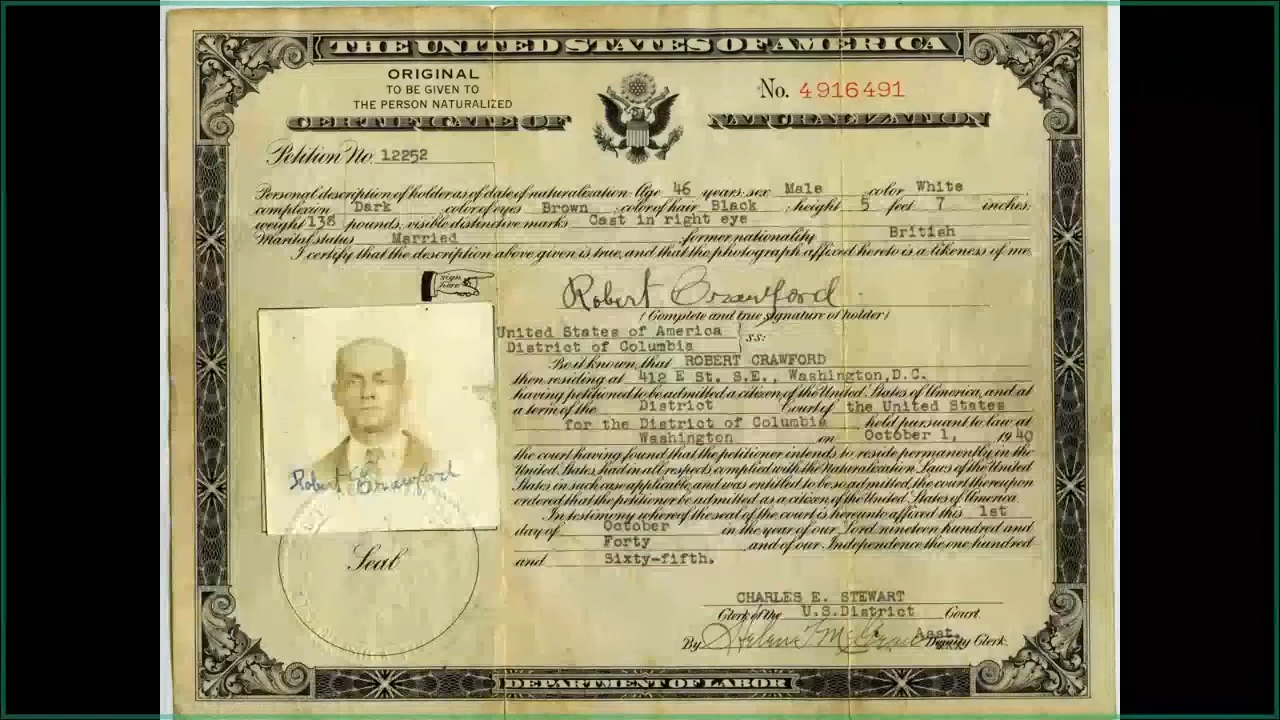 THE UNITED STATES OF AMERICA
ORIGINAL
TO BE GIVEN TO
THE PERSON NATURALIZED
No. 4916491
CERTIFICATE OF NATURALIZATION
Petition No 12252
Personal description of holder as of date of naturalization: Age 46 years; sex Male color White
complexion Dark color of eyes Brown color of hair Black ; height 5 feet 7 inches;
weight 138 pounds; visible distinctive marks Cast in right eye
Marital status Married former nationality British
I certify that the description above given is true, and that the photograph affixed hereto is a likeness of me.
sign here
Robert Crawford
(Complete and true signature of holder)
United States of America
District of Columbia
ss:
Be it known, that ROBERT CRAWFORD
then residing at 412 E St. S.E., Washington,D.C.
having petitioned to be admitted a citizen of the United States of America, and at
a term of the District Court of the United States
for the District of Columbia held pursuant to law at
Washington on October 1, 1940
the court having found that the petitioner intends to reside permanently in the
United States, had in all respects complied with the Naturalization Laws of the United
States in such case applicable, and was entitled to be so admitted, the court thereupon
ordered that the petitioner be admitted as a citizen of the United States of America.
In testimony whereof the seal of the court is hereunto affixed this 1st
day of October in the year of our Lord nineteen hundred and
Forty and of our Independence the one hundred
and Sixty-fifth.
Robert Crawford
Seal
CHARLES E. STEWART
Clerk of the U.S.District Court.
By Helen Asst. Deputy Clerk.
DEPARTMENT OF LABOR